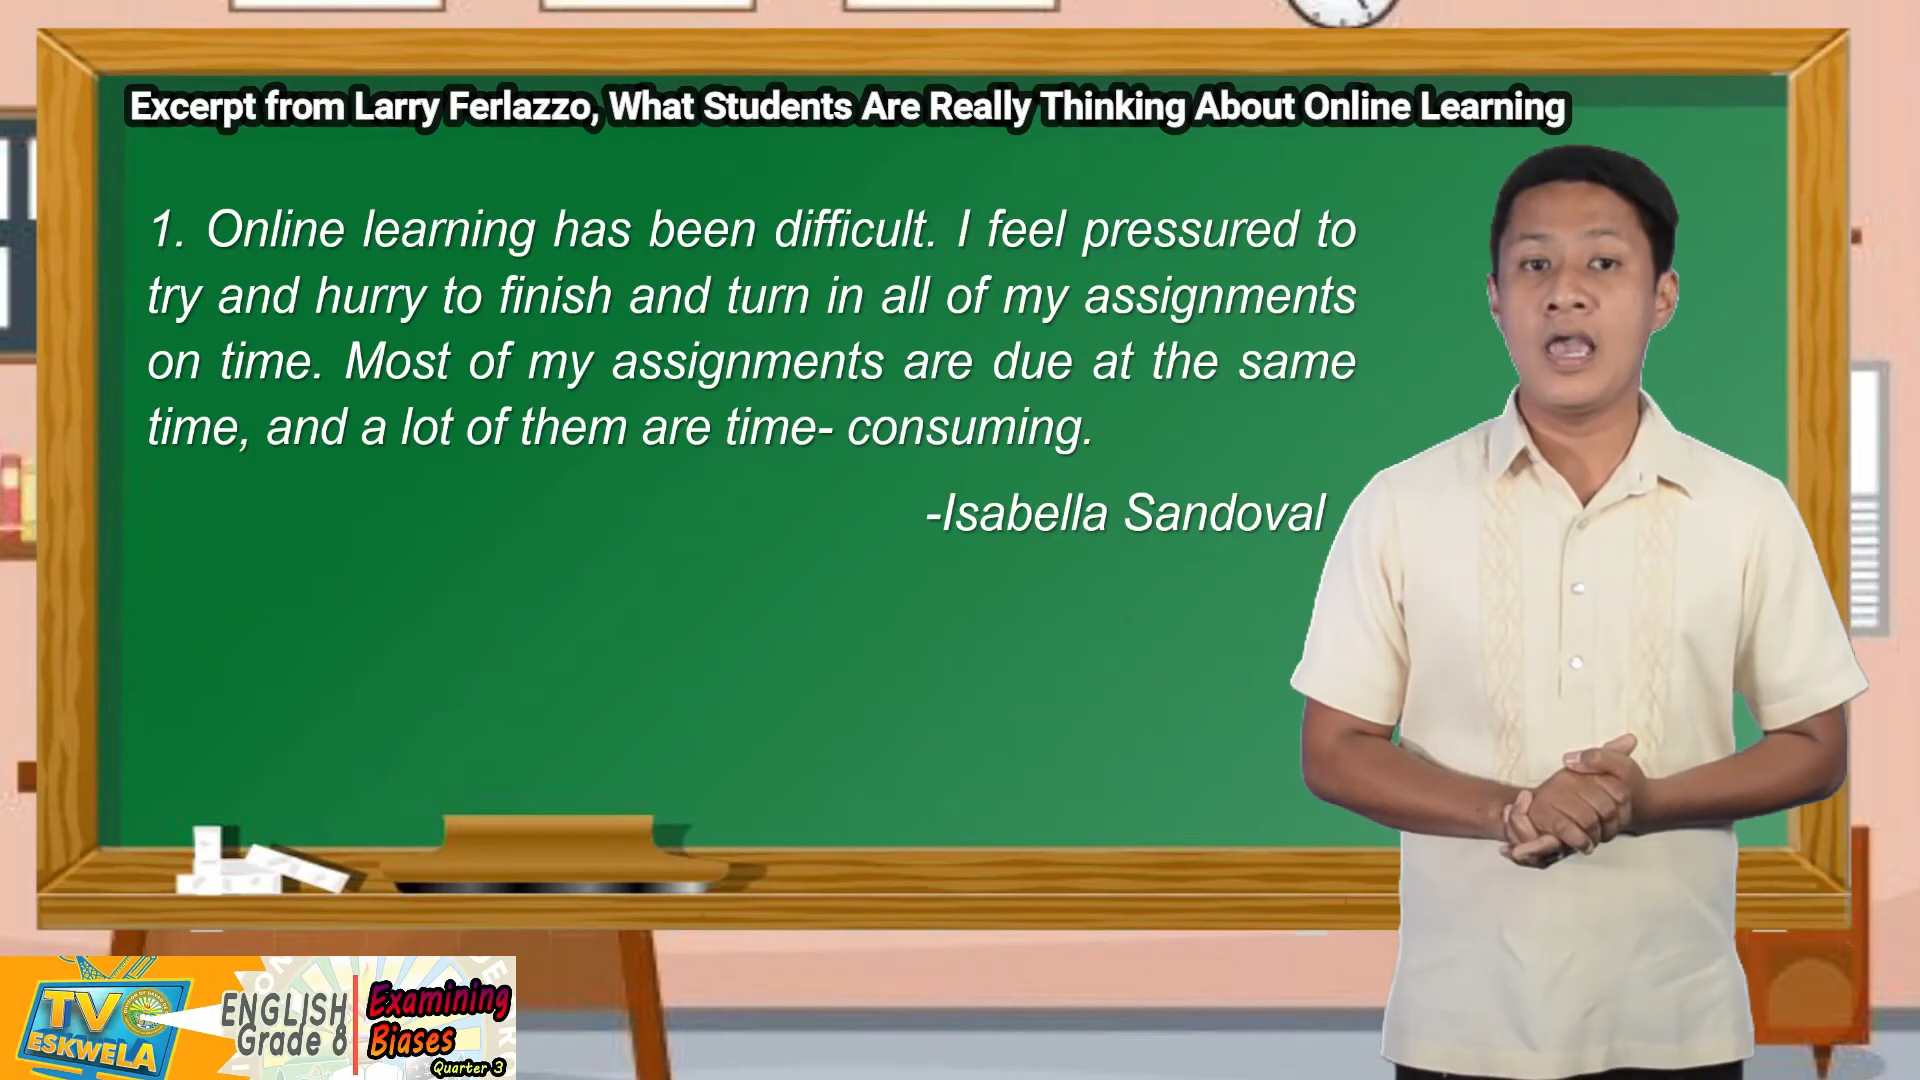 Excerpt from Larry Ferlazzo, What Students Are Really Thinking About Online Learning
1. Online learning has been difficult. I feel pressured to
try and hurry to finish and turn in all of my assignments
on time. Most of my assignments are due at the same
time, and a lot of them are time- consuming.
-Isabella Sandoval
TV
ESKWELA
ENGLISH
Grade 8
Examining
Biases
Quarter 3